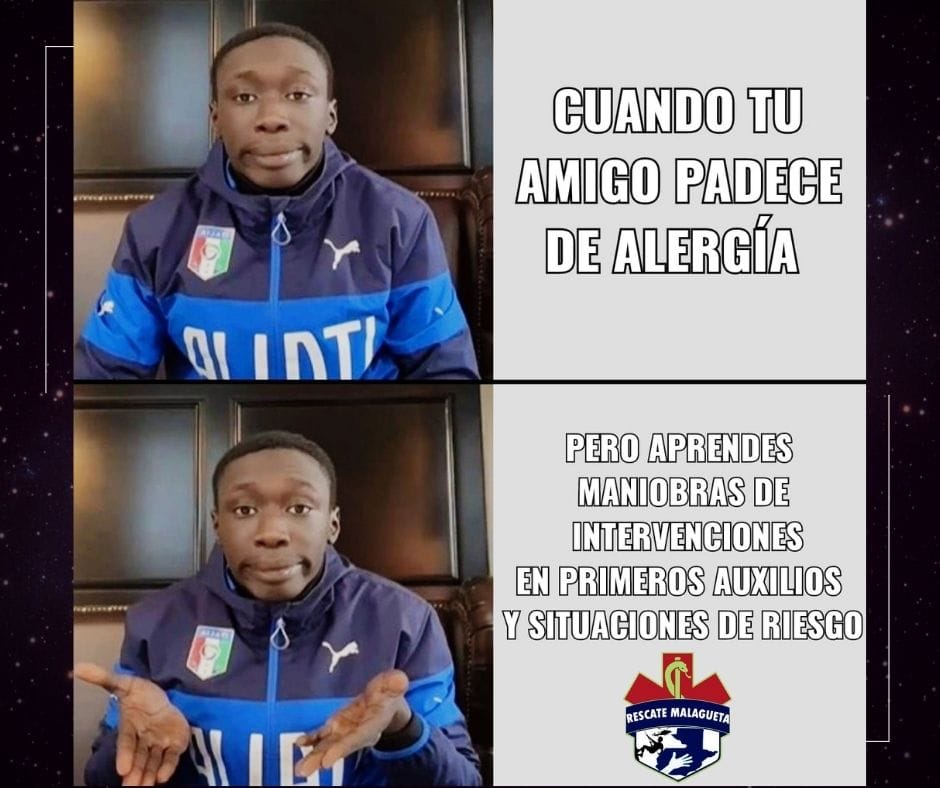 CUANDO TU
AMIGO PADECE
DE ALERGÍA
PERO APRENDES
MANIOBRAS DE
INTERVENCIONES
EN PRIMEROS AUXILIOS
Y SITUACIONES DE RIESGO
RESCATE MALAGUETA